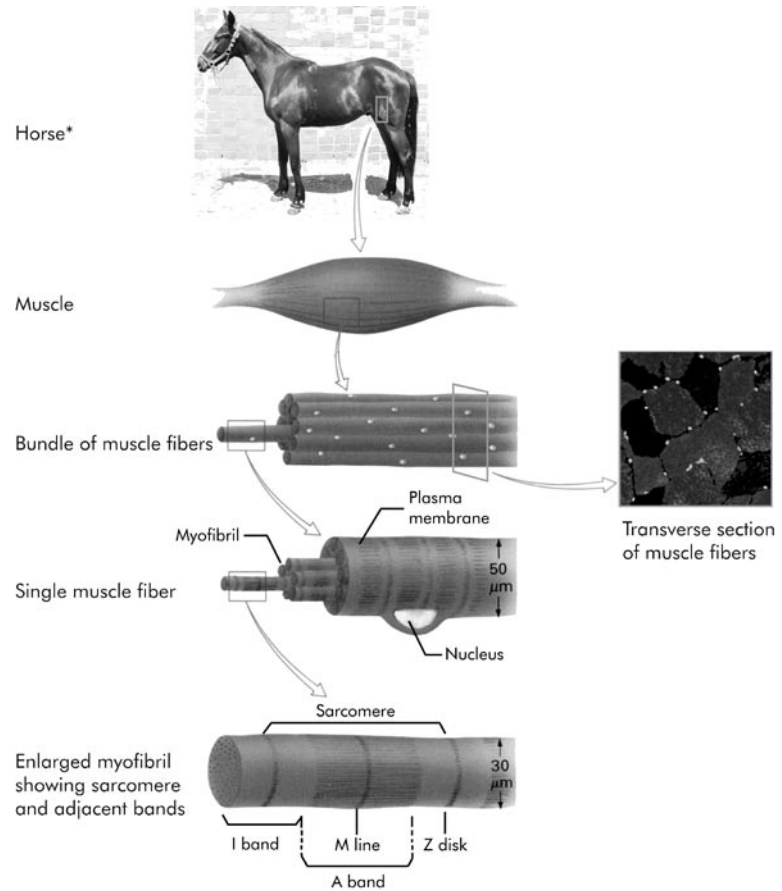 Horse*
Muscle
Bundle of muscle fibers
Transverse section
of muscle fibers
Plasma
membrane
Myofibril
50
μm
Single muscle fiber
Nucleus
Sarcomere
Enlarged myofibril
showing sarcomere
and adjacent bands
30
μm
I band
M line
Z disk
A band